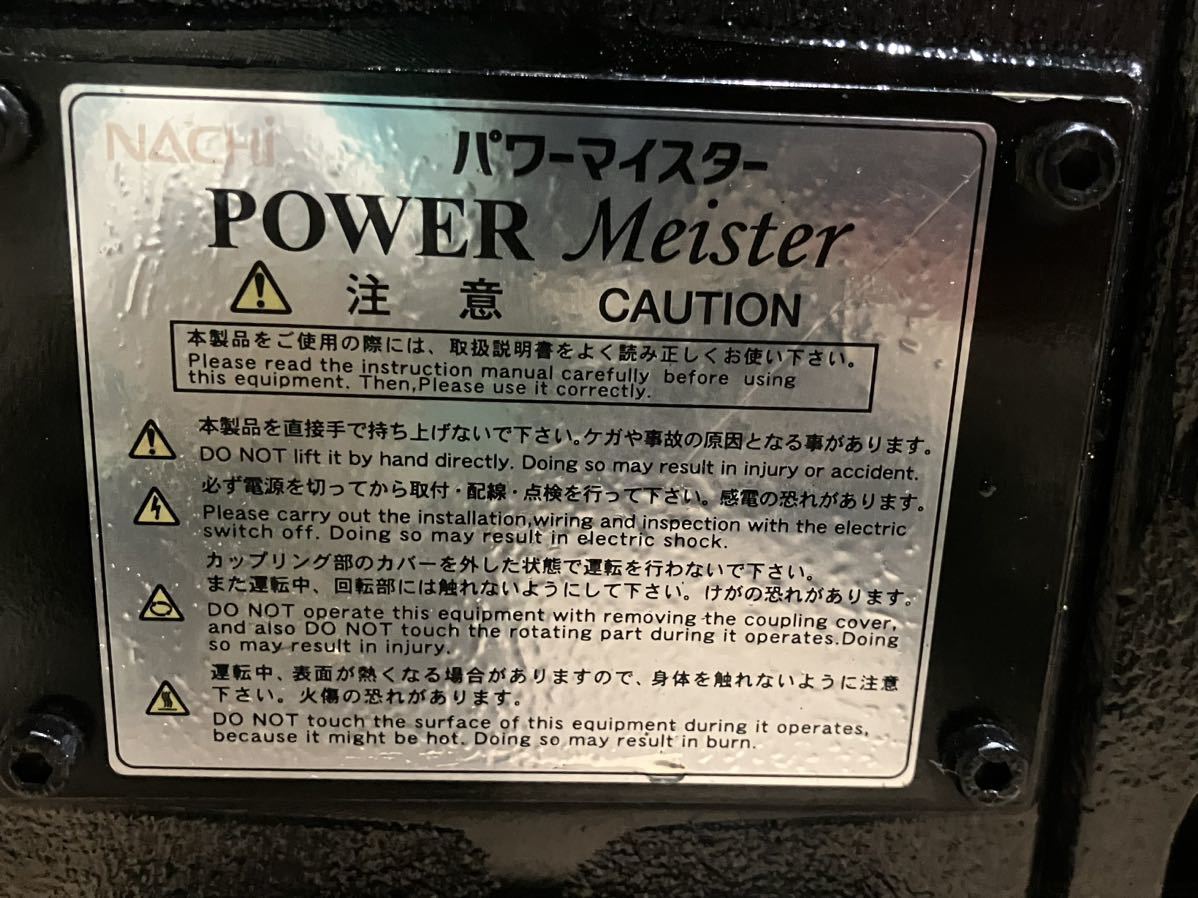 NACHi
パワーマイスター
POWER Meister
注 意 CAUTION
本製品をご使用の際には、取扱説明書をよく読み正しくお使い下さい。
Please read the instruction manual carefully before using
this equipment. Then,Please use it correctly.
本製品を直接手で持ち上げないで下さい。ケガや事故の原因となる事があります。
DO NOT lift it by hand directly. Doing so may result in injury or accident.
必ず電源を切ってから取付・配線・点検を行って下さい。感電の恐れがあります。
Please carry out the installation,wiring and inspection with the electric
switch off. Doing so may result in electric shock.
カップリング部のカバーを外した状態で運転を行わないで下さい。
また運転中、回転部には触れないようにして下さい。けがの恐れがあります。
DO NOT operate this equipment with removing the coupling cover,
and also DO NOT touch the rotating part during it operates.Doing
so may result in injury.
運転中、表面が熱くなる場合がありますので、身体を触れないように注意
下さい。火傷の恐れがあります。
DO NOT touch the surface of this equipment during it operates,
because it might be hot. Doing so may result in burn.